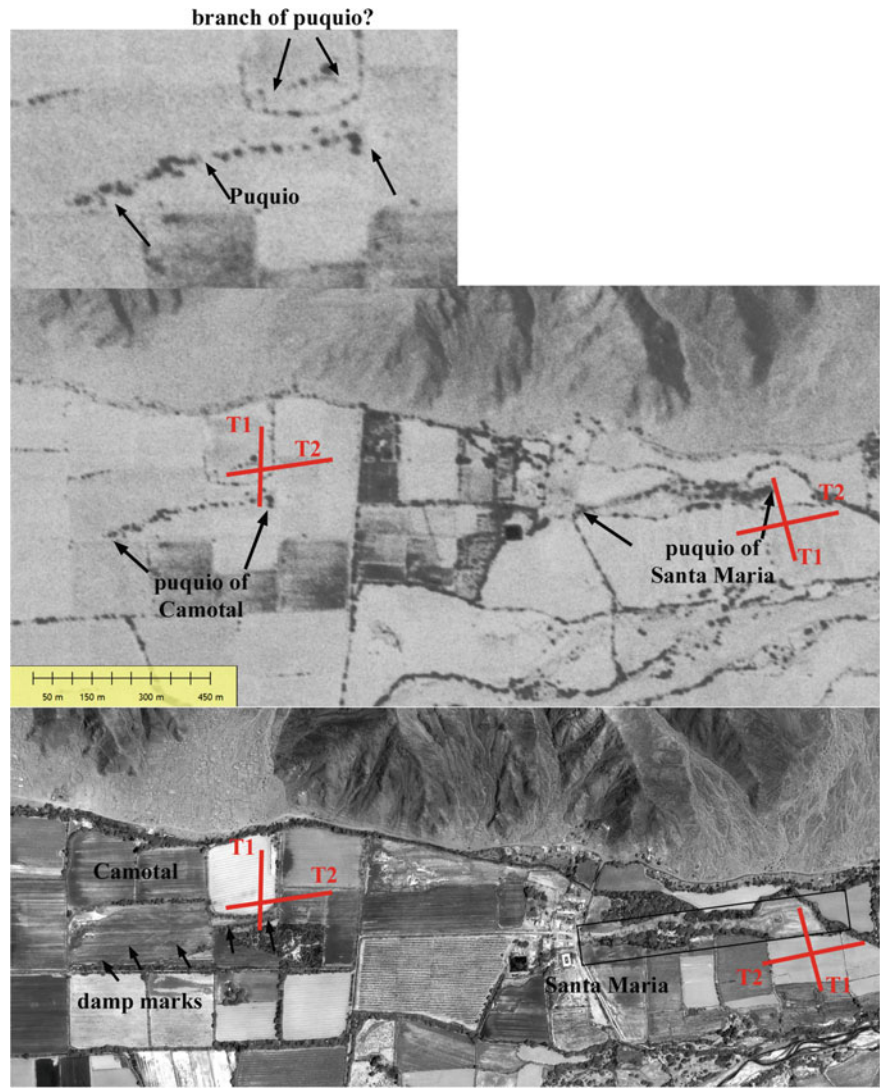 branch of puquio?
Puquio
T1
T2
T2
puquio of
Camotal
puquio of
Santa Maria
T1
50 m 150 m 300 m 450 m
Camotal
T1
T2
damp marks
Santa Maria
T2
T1